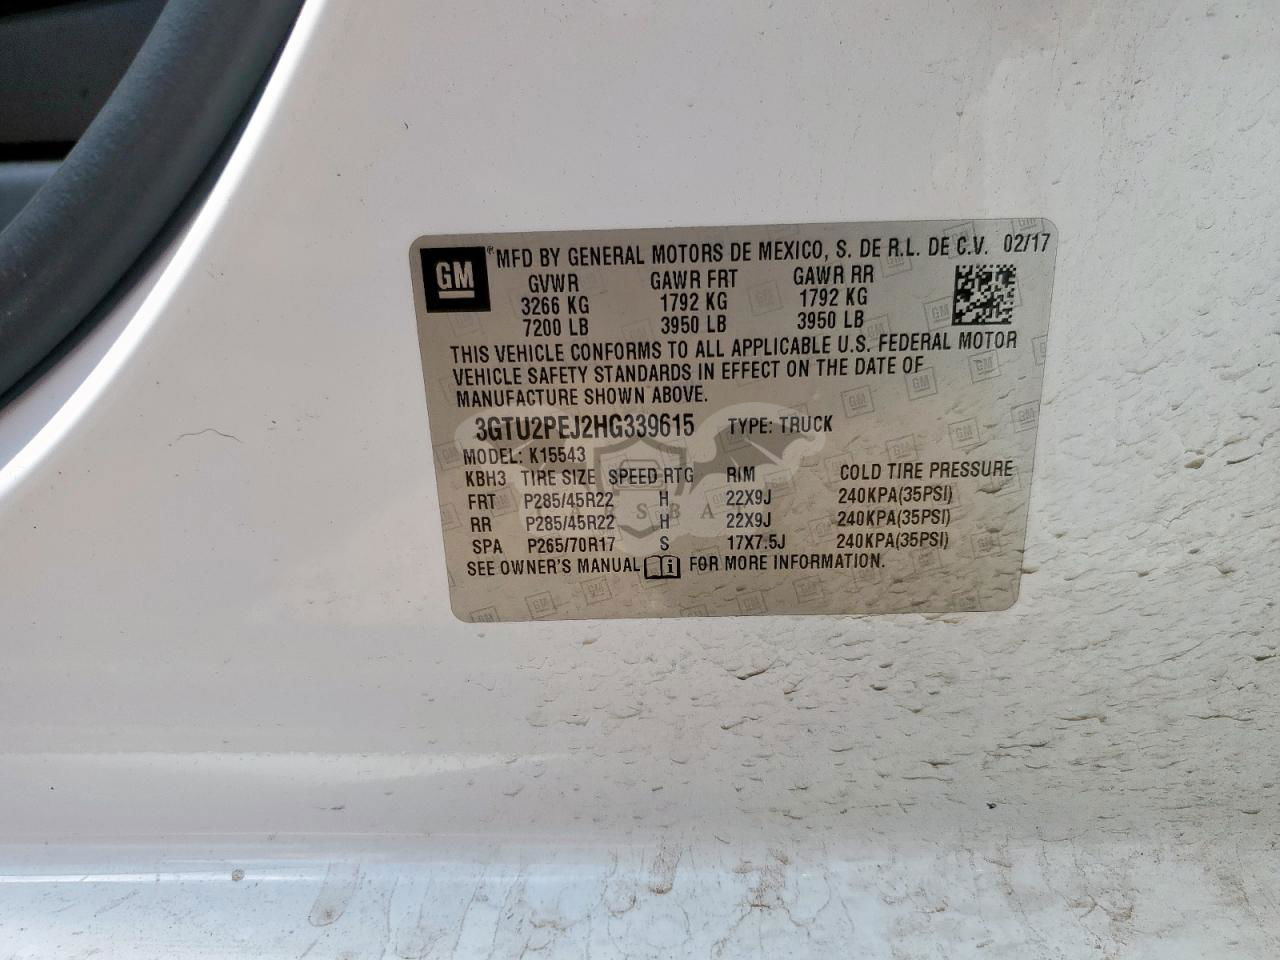 GM
® MFD BY GENERAL MOTORS DE MEXICO, S. DE R.L. DE C.V. 02/17
GVWR GAWR FRT GAWR RR
3266 KG 1792 KG 1792 KG
7200 LB 3950 LB 3950 LB
THIS VEHICLE CONFORMS TO ALL APPLICABLE U.S. FEDERAL MOTOR
VEHICLE SAFETY STANDARDS IN EFFECT ON THE DATE OF
MANUFACTURE SHOWN ABOVE.
3GTU2PEJ2HG339615 TYPE: TRUCK
MODEL: K15543
KBH3 TIRE SIZE SPEED RTG RIM COLD TIRE PRESSURE
FRT P285/45R22 H 22X9J 240KPA(35PSI)
RR P285/45R22 H 22X9J 240KPA(35PSI)
SPA P265/70R17 S 17X7.5J 240KPA(35PSI)
SEE OWNER'S MANUAL FOR MORE INFORMATION.